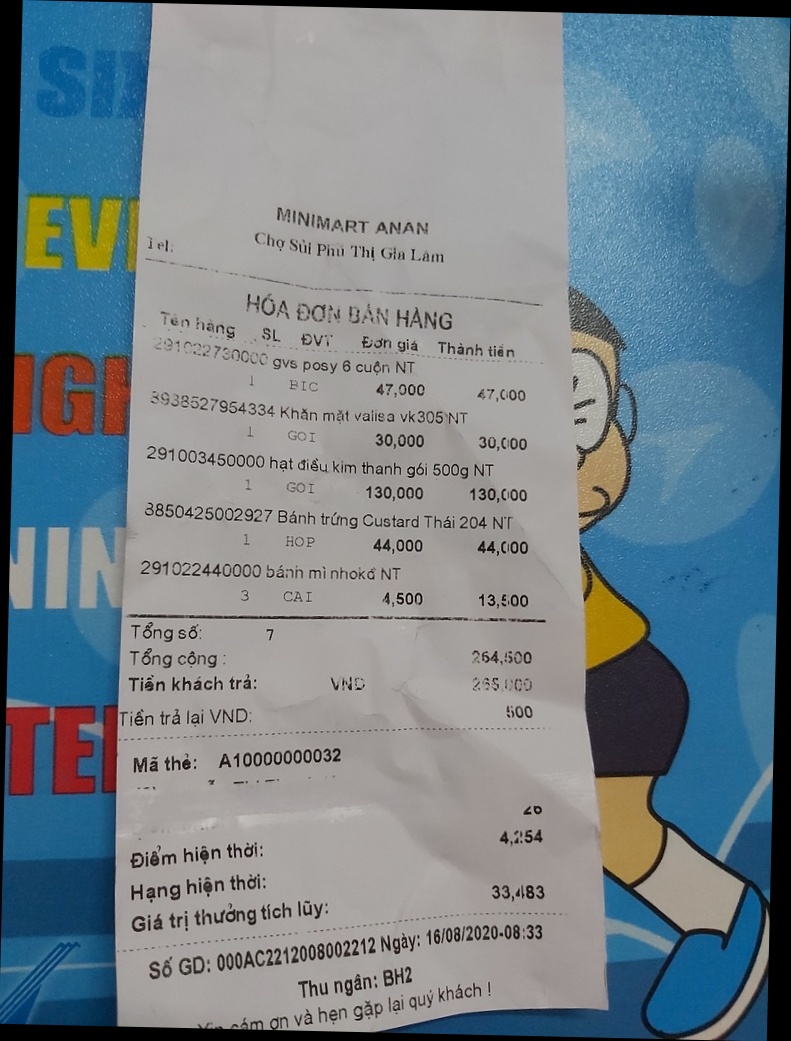 SIX
EVE
NIN
TEN
MINIMART ANAN
Chợ Sủi Phú Thị Gia Lâm
Tel:
HÓA ĐƠN BÁN HÀNG
Tên hàng SL ĐVT Đơn giá Thành tiền
291022730000 gvs posy 6 cuộn NT
1 BIC 47,000 47,000
3938527954334 Khăn mặt valisa vk305 NT
1 GOI 30,000 30,000
291003450000 hạt điều kim thanh gói 500g NT
1 GOI 130,000 130,000
3850425002927 Bánh trứng Custard Thái 204 NT
1 HOP 44,000 44,000
291022440000 bánh mì nhokd NT
3 CAI 4,500 13,500
Tổng số: 7
Tổng cộng : 264,500
Tiền khách trả: VND 265,000
Tiền trả lại VND: 500
Mã thẻ: A10000000032
26
Điểm hiện thời: 4,254
Hạng hiện thời:
Giá trị thưởng tích lũy: 33,483
Số GD: 000AC2212008002212 Ngày: 16/08/2020-08:33
Thu ngân: BH2
Xin cám ơn và hẹn gặp lại quý khách !